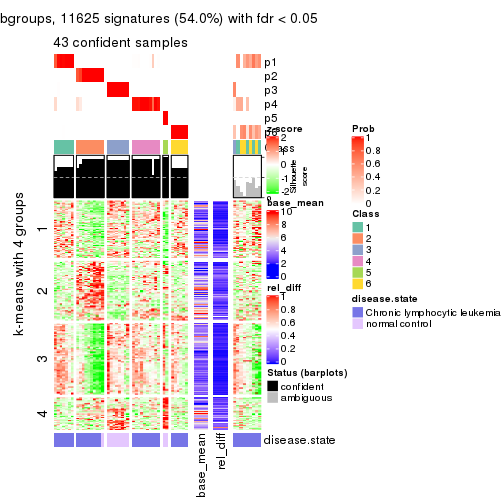 bgroups, 11625 signatures (54.0%) with fdr < 0.05
43 confident samples
p1
p2
p3
p4
p5
p6
Class
Silhouette
score
1
2
3
4
k-means with 4 groups
base_mean
rel_diff
disease.state
z-score
2
1
0
-1
-2
base_mean
10
8
6
4
2
0
rel_diff
1
0.8
0.6
0.4
0.2
0
Status (barplots)
confident
ambiguous
Prob
1
0.8
0.6
0.4
0.2
0
Class
1
2
3
4
5
6
disease.state
Chronic lymphocytic leukemia
normal control